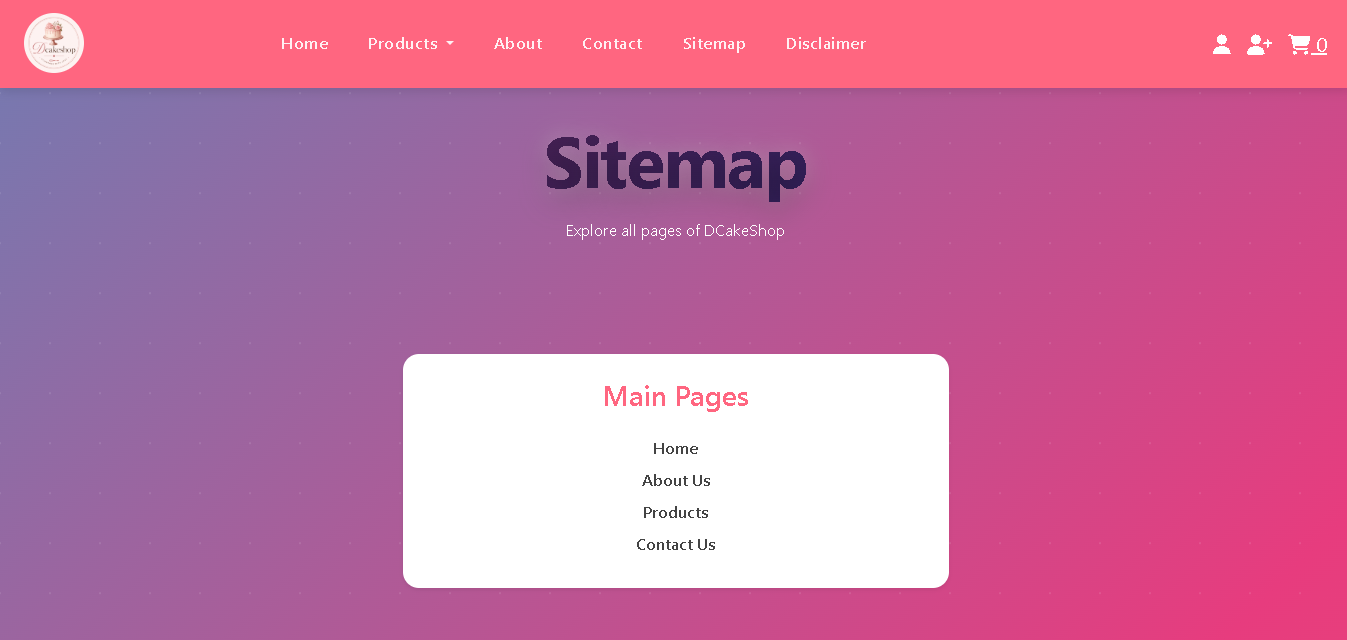 Dcakeshop
Home Products About Contact Sitemap Disclaimer 0
Sitemap
Explore all pages of DCakeShop
Main Pages
Home
About Us
Products
Contact Us